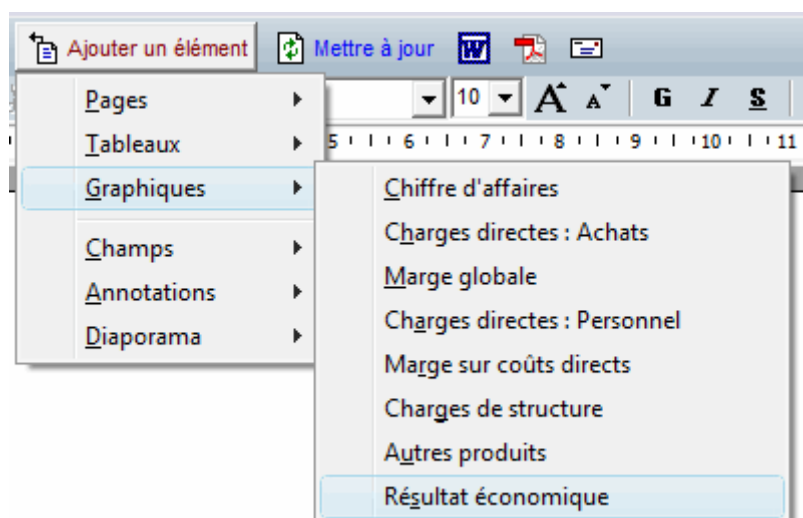 Ajouter un élément Mettre à jour W
Pages 10 A A G I S
Tableaux 5 6 7 8 9 10 11
Graphiques
Champs
Annotations
Diaporama
Chiffre d'affaires
Charges directes : Achats
Marge globale
Charges directes : Personnel
Marge sur coûts directs
Charges de structure
Autres produits
Résultat économique